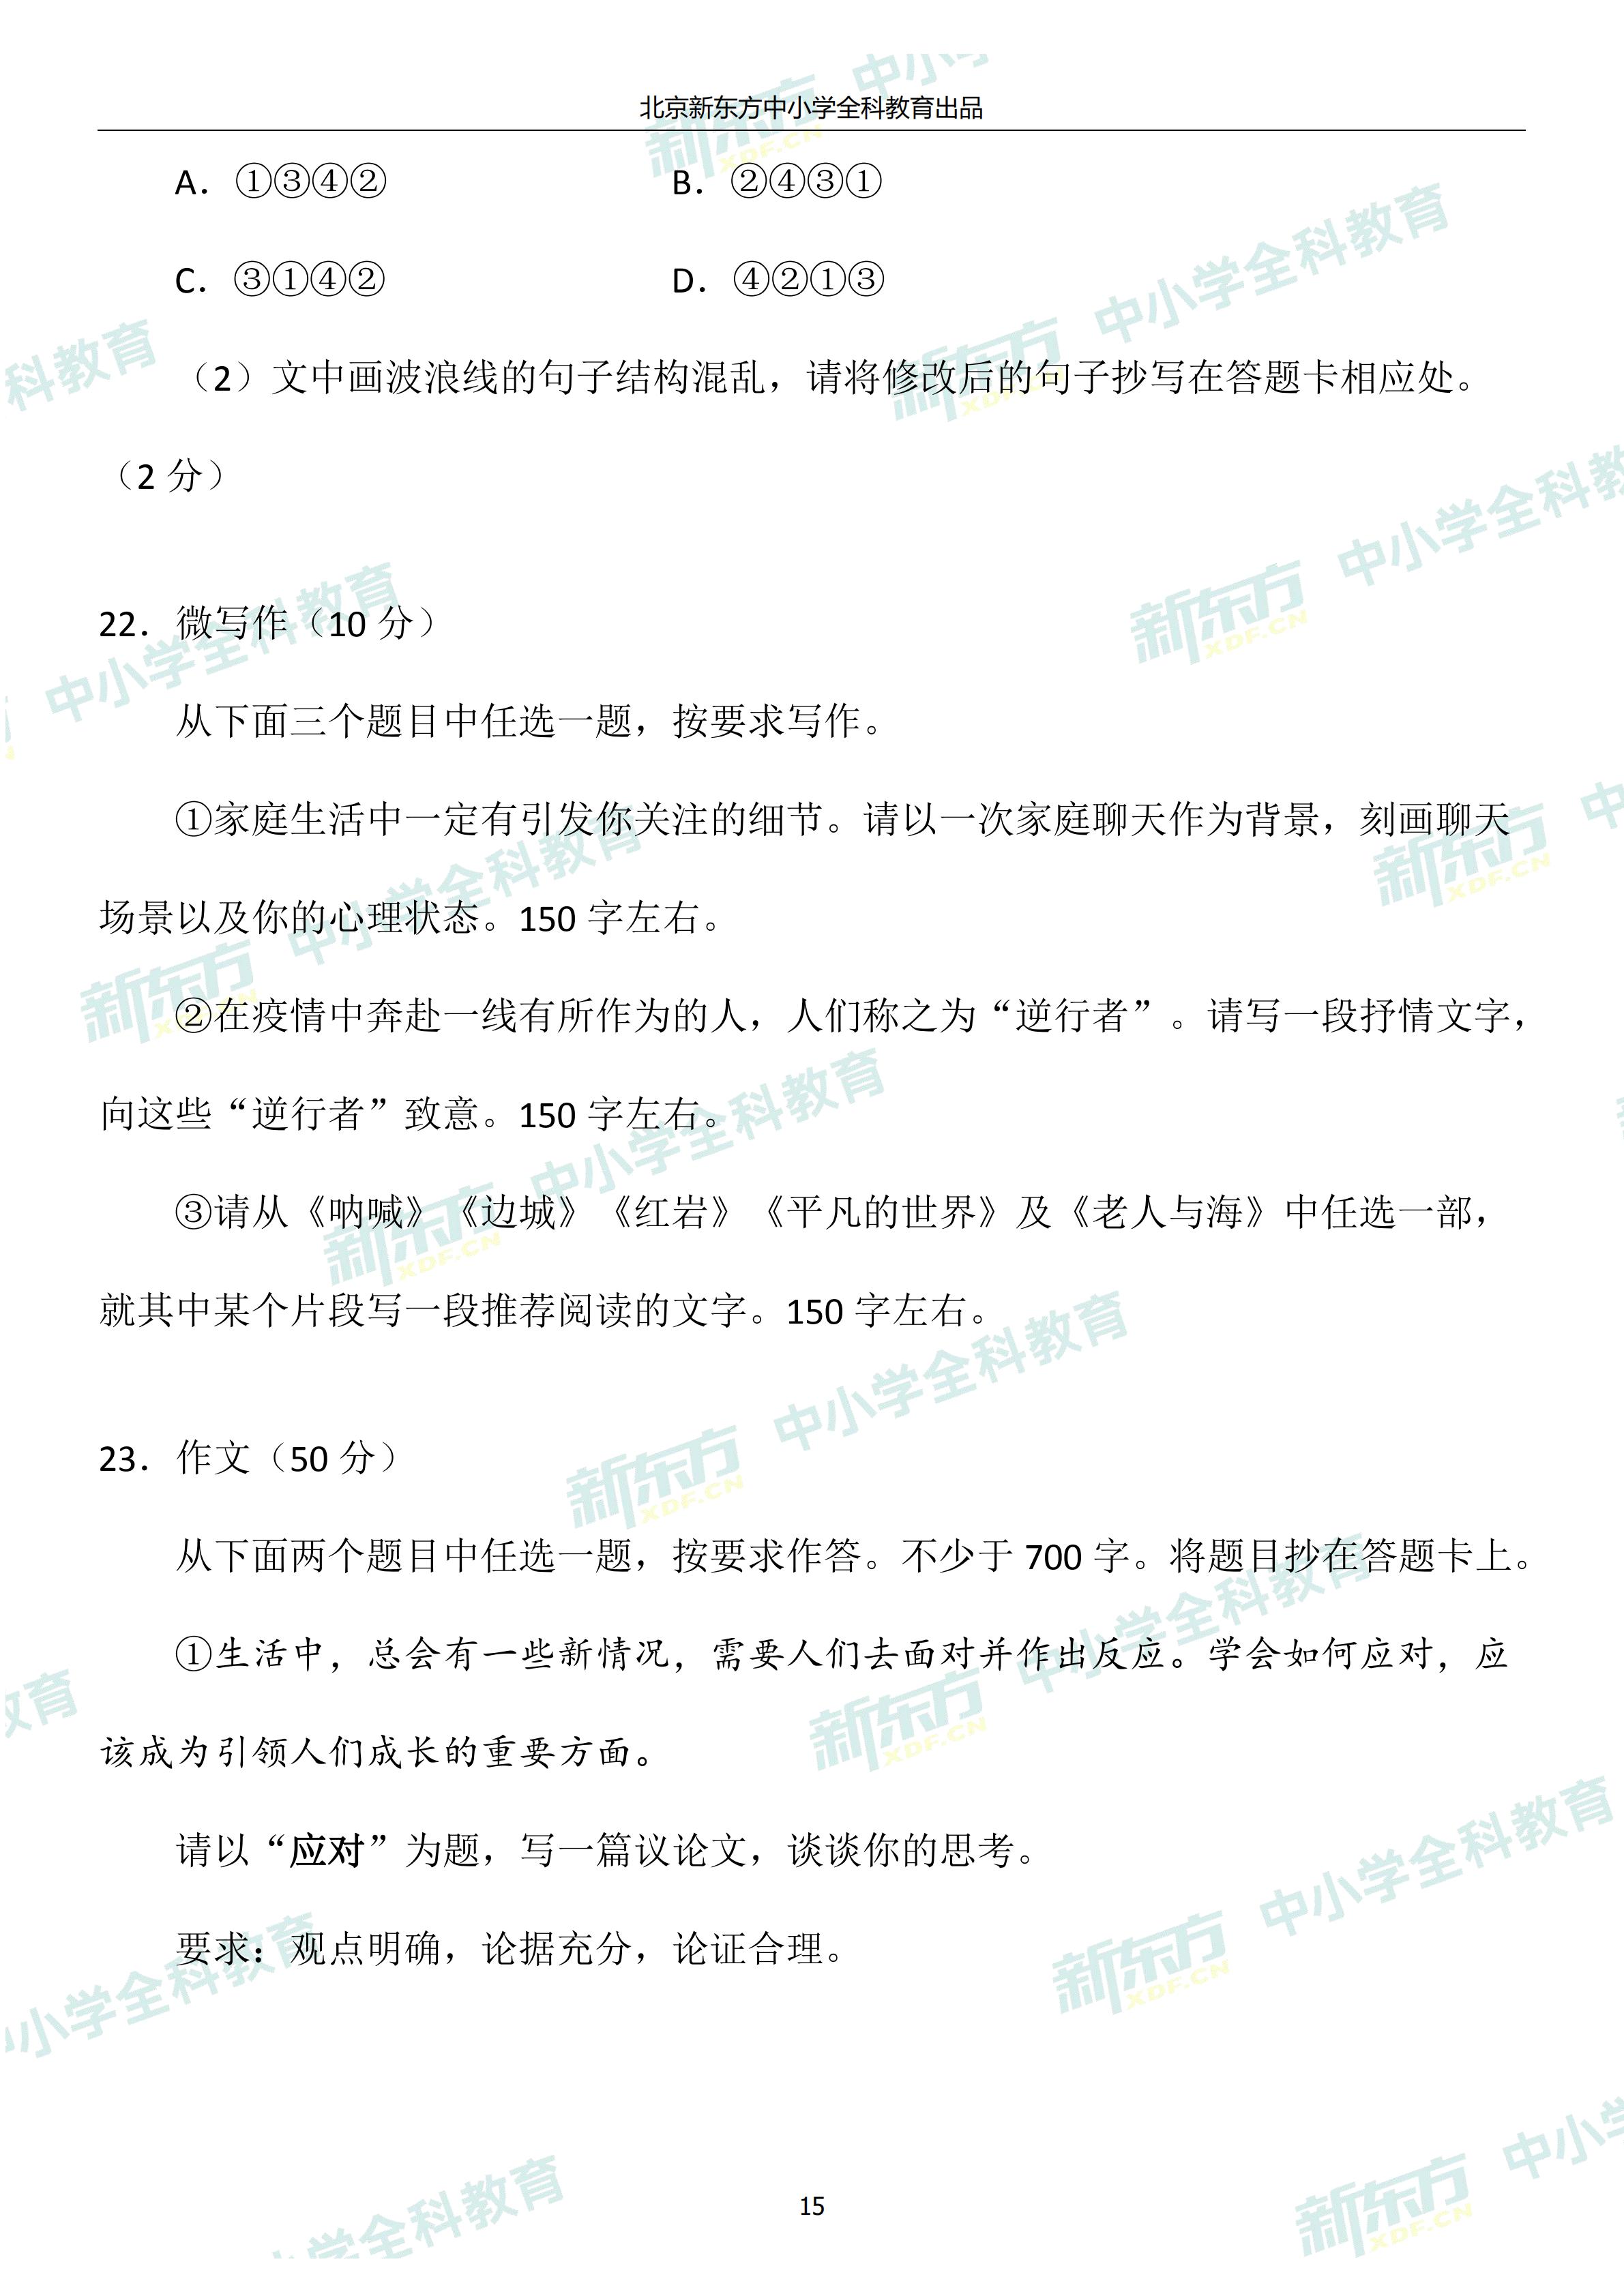 北京新东方中小学全科教育出品
A．①③④②	B．②④③①
C．③①④②	D．④②①③
（2）文中画波浪线的句子结构混乱，请将修改后的句子抄写在答题卡相应处。
（2 分）
22．微写作（10 分）
从下面三个题目中任选一题，按要求写作。
①家庭生活中一定有引发你关注的细节。请以一次家庭聊天作为背景，刻画聊天
场景以及你的心理状态。150 字左右。
②在疫情中奔赴一线有所作为的人，人们称之为“逆行者”。请写一段抒情文字，
向这些“逆行者”致意。150 字左右。
③请从《呐喊》《边城》《红岩》《平凡的世界》及《老人与海》中任选一部，
就其中某个片段写一段推荐阅读的文字。150 字左右。
23．作文（50 分）
从下面两个题目中任选一题，按要求作答。不少于 700 字。将题目抄在答题卡上。
①生活中，总会有一些新情况，需要人们去面对并作出反应。学会如何应对，应
该成为引领人们成长的重要方面。
请以“应对”为题，写一篇议论文，谈谈你的思考。
要求：观点明确，论据充分，论证合理。
15
新东方 XDF.CN 中小学全科教育